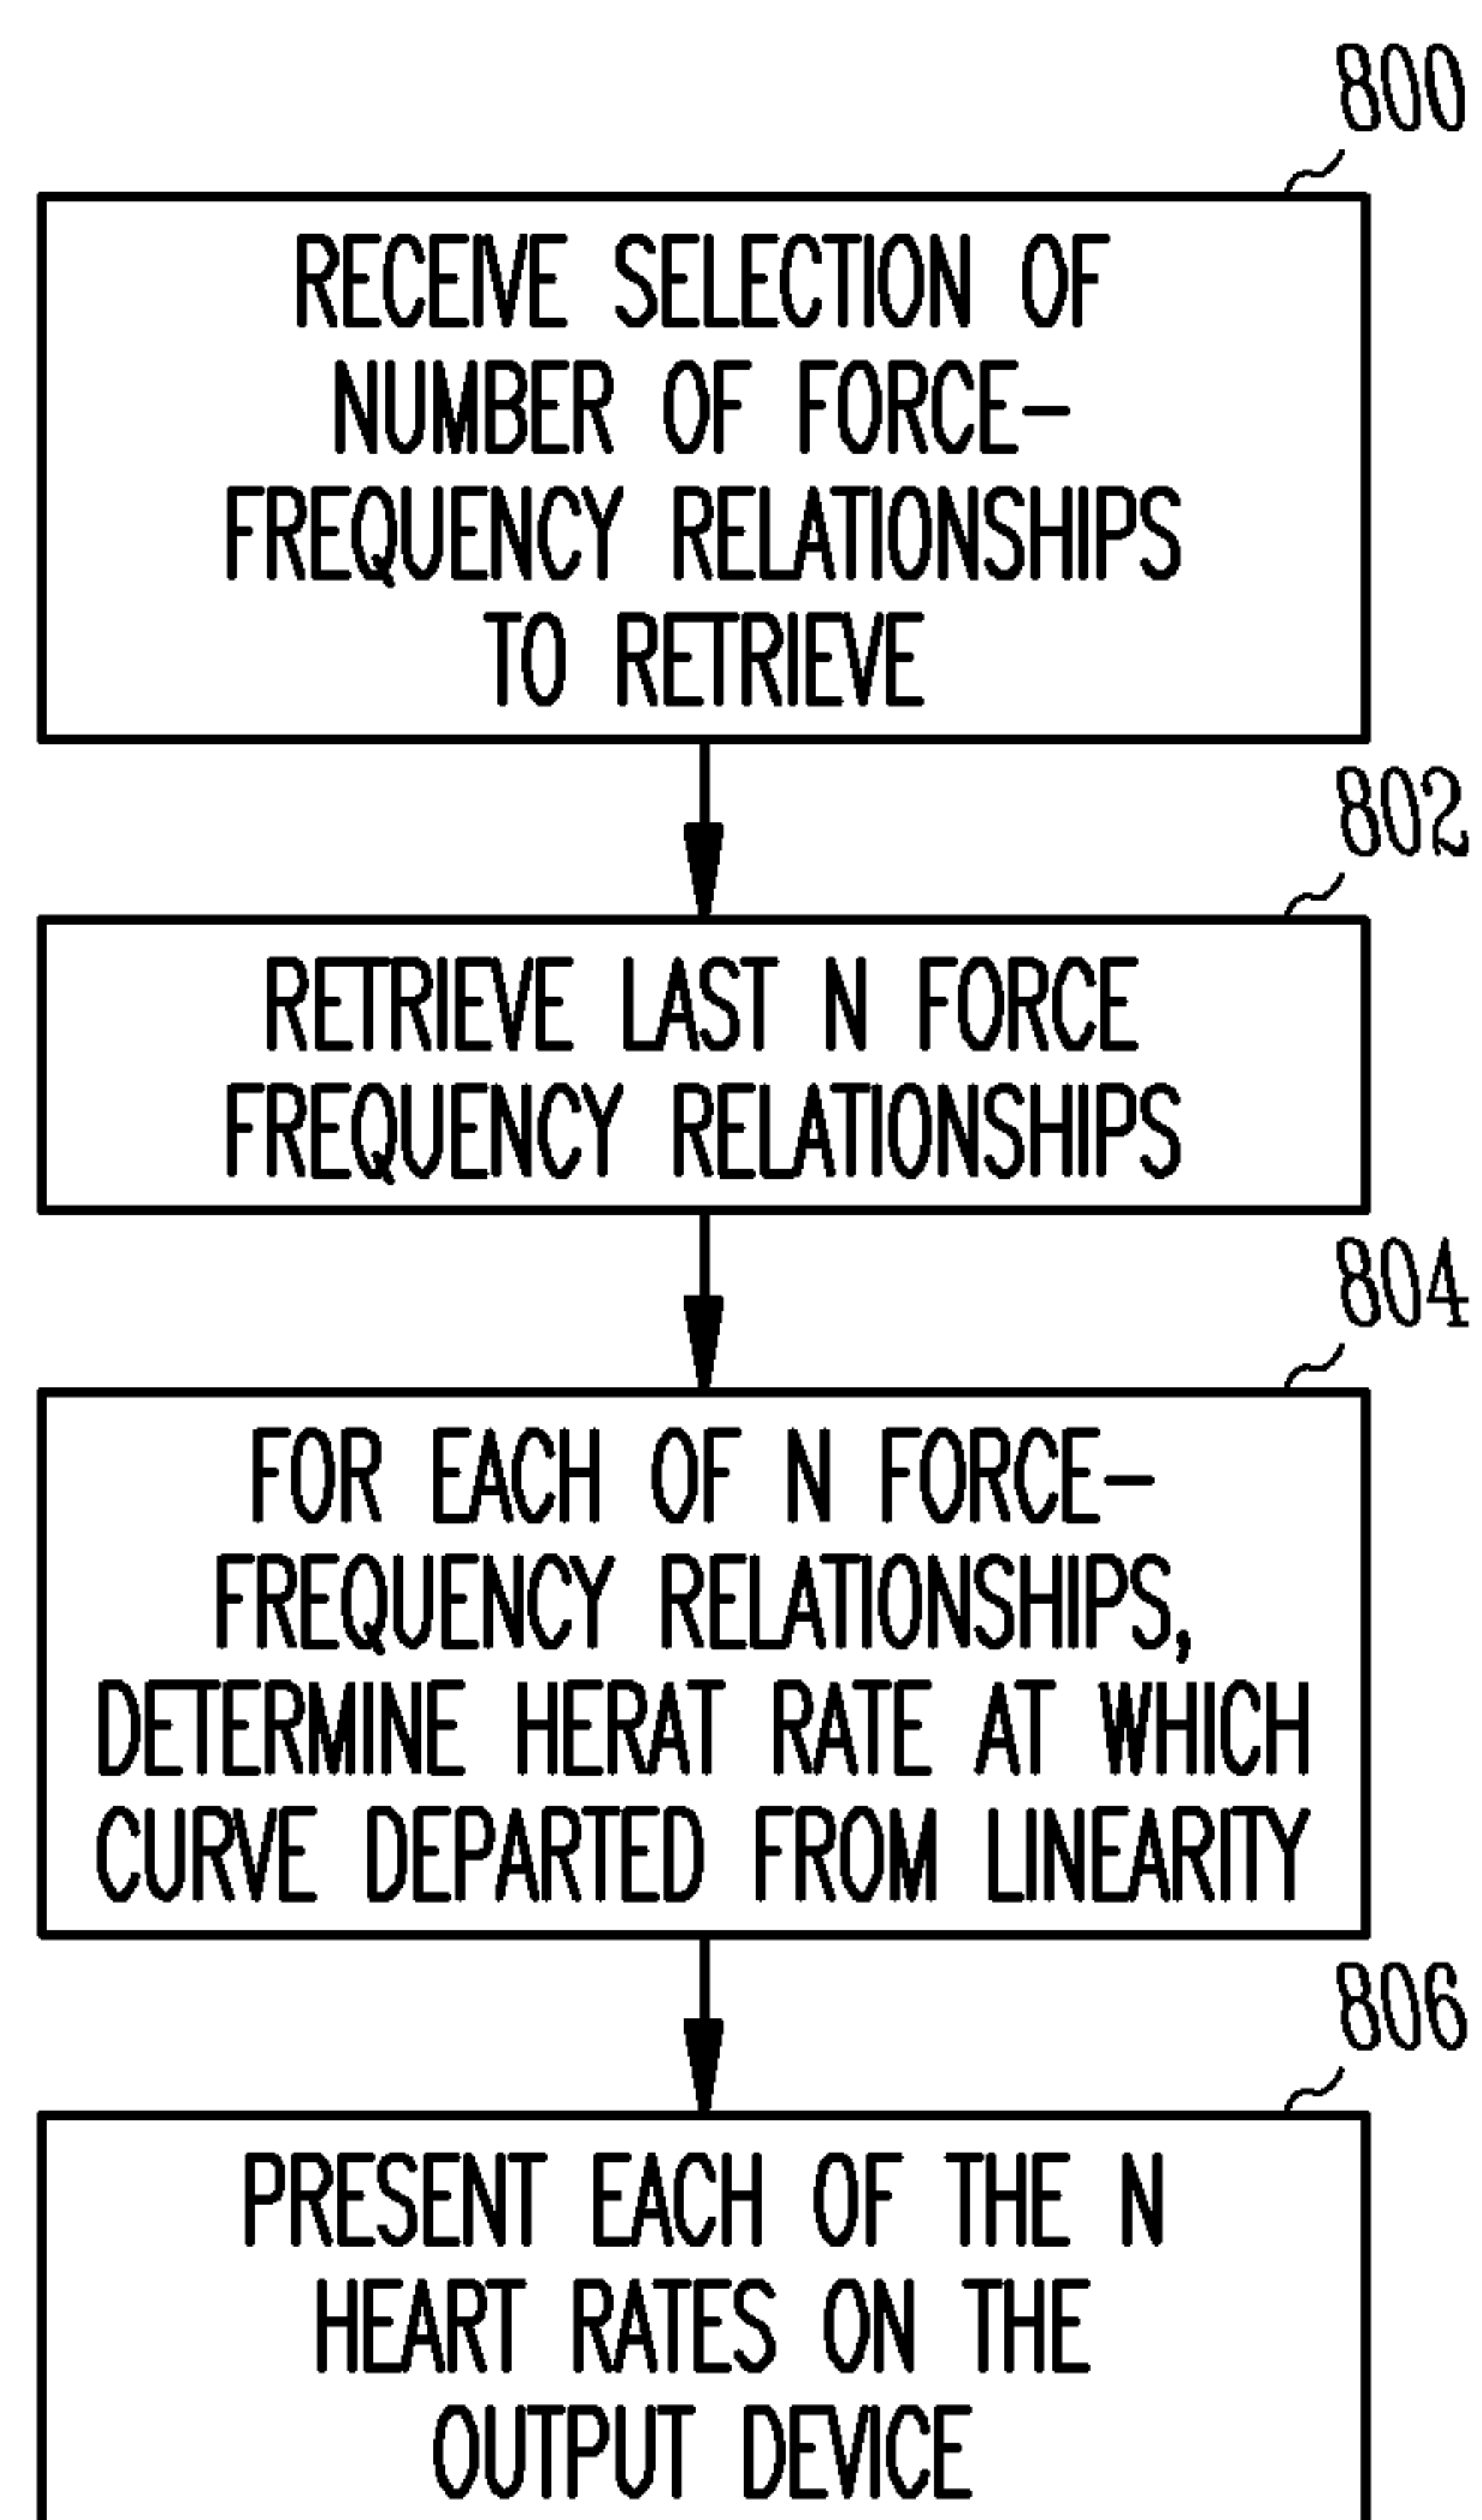 800
RECEIVE SELECTION OF
NUMBER OF FORCE-
FREQUENCY RELATIONSHIPS
TO RETRIEVE
802
RETRIEVE LAST N FORCE
FREQUENCY RELATIONSHIPS
804
FOR EACH OF N FORCE-
FREQUENCY RELATIONSHIPS,
DETERMINE HERAT RATE AT WHICH
CURVE DEPARTED FROM LINEARITY
806
PRESENT EACH OF THE N
HEART RATES ON THE
OUTPUT DEVICE